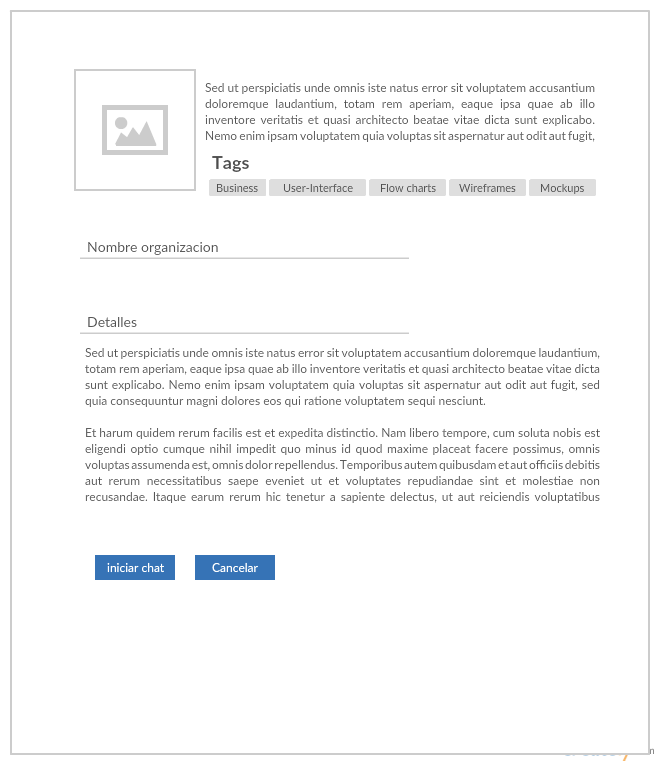 Sed ut perspiciatis unde omnis iste natus error sit voluptatem accusantium
doloremque laudantium, totam rem aperiam, eaque ipsa quae ab illo
inventore veritatis et quasi architecto beatae vitae dicta sunt explicabo.
Nemo enim ipsam voluptatem quia voluptas sit aspernatur aut odit aut fugit,
Tags
Business User-Interface Flow charts Wireframes Mockups
Nombre organizacion
Detalles
Sed ut perspiciatis unde omnis iste natus error sit voluptatem accusantium doloremque laudantium,
totam rem aperiam, eaque ipsa quae ab illo inventore veritatis et quasi architecto beatae vitae dicta
sunt explicabo. Nemo enim ipsam voluptatem quia voluptas sit aspernatur aut odit aut fugit, sed
quia consequuntur magni dolores eos qui ratione voluptatem sequi nesciunt.
Et harum quidem rerum facilis est et expedita distinctio. Nam libero tempore, cum soluta nobis est
eligendi optio cumque nihil impedit quo minus id quod maxime placeat facere possimus, omnis
voluptas assumenda est, omnis dolor repellendus. Temporibus autem quibusdam et aut officiis debitis
aut rerum necessitatibus saepe eveniet ut et voluptates repudiandae sint et molestiae non
recusandae. Itaque earum rerum hic tenetur a sapiente delectus, ut aut reiciendis voluptatibus
iniciar chat Cancelar